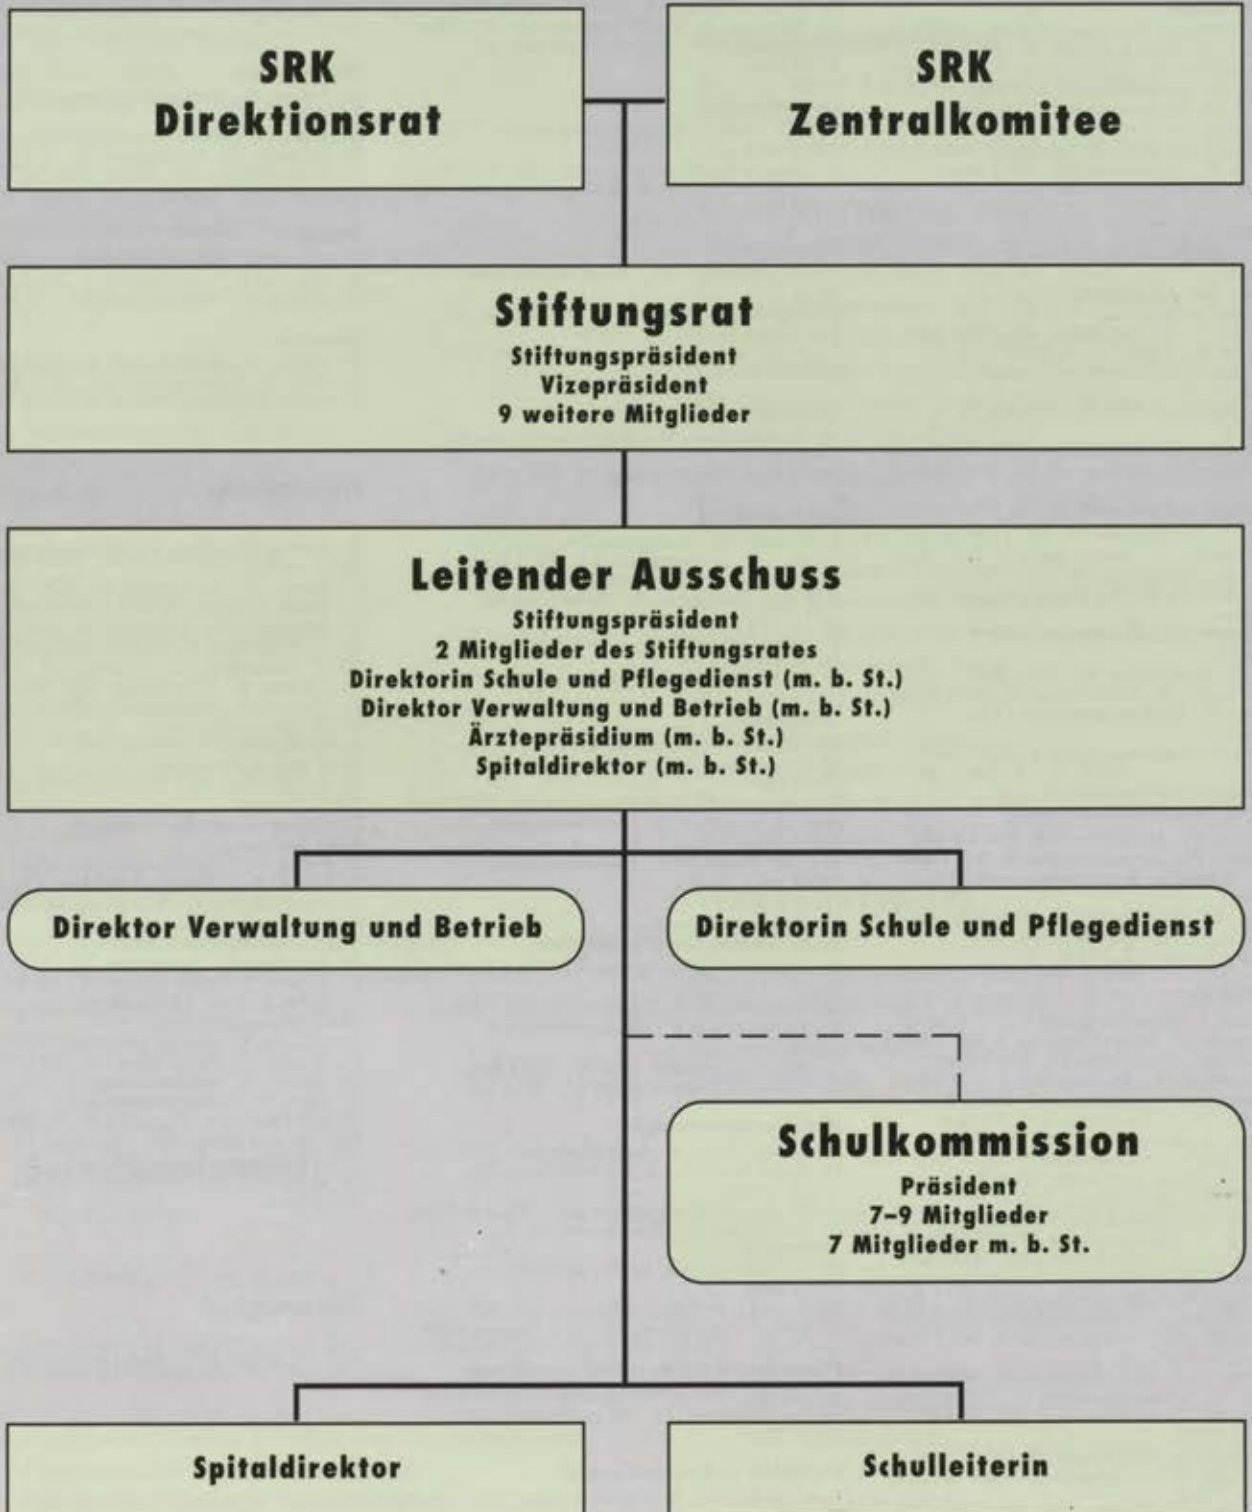 SRK
Direktionsrat
SRK
Zentralkomitee
Stiftungsrat
Stiftungspräsident
Vizepräsident
9 weitere Mitglieder
Leitender Ausschuss
Stiftungspräsident
2 Mitglieder des Stiftungsrates
Direktorin Schule und Pflegedienst (m. b. St.)
Direktor Verwaltung und Betrieb (m. b. St.)
Ärztepräsidium (m. b. St.)
Spitaldirektor (m. b. St.)
Direktor Verwaltung und Betrieb
Direktorin Schule und Pflegedienst
Schulkommission
Präsident
7–9 Mitglieder
7 Mitglieder m. b. St.
Spitaldirektor
Schulleiterin